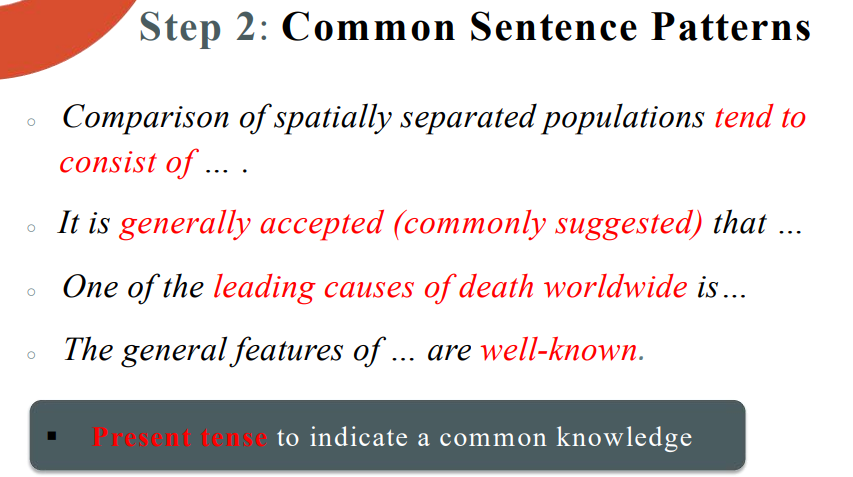 Step 2: Common Sentence Patterns
○ Comparison of spatially separated populations tend to
consist of … .
○ It is generally accepted (commonly suggested) that …
○ One of the leading causes of death worldwide is…
○ The general features of … are well-known.
▪ Present tense to indicate a common knowledge